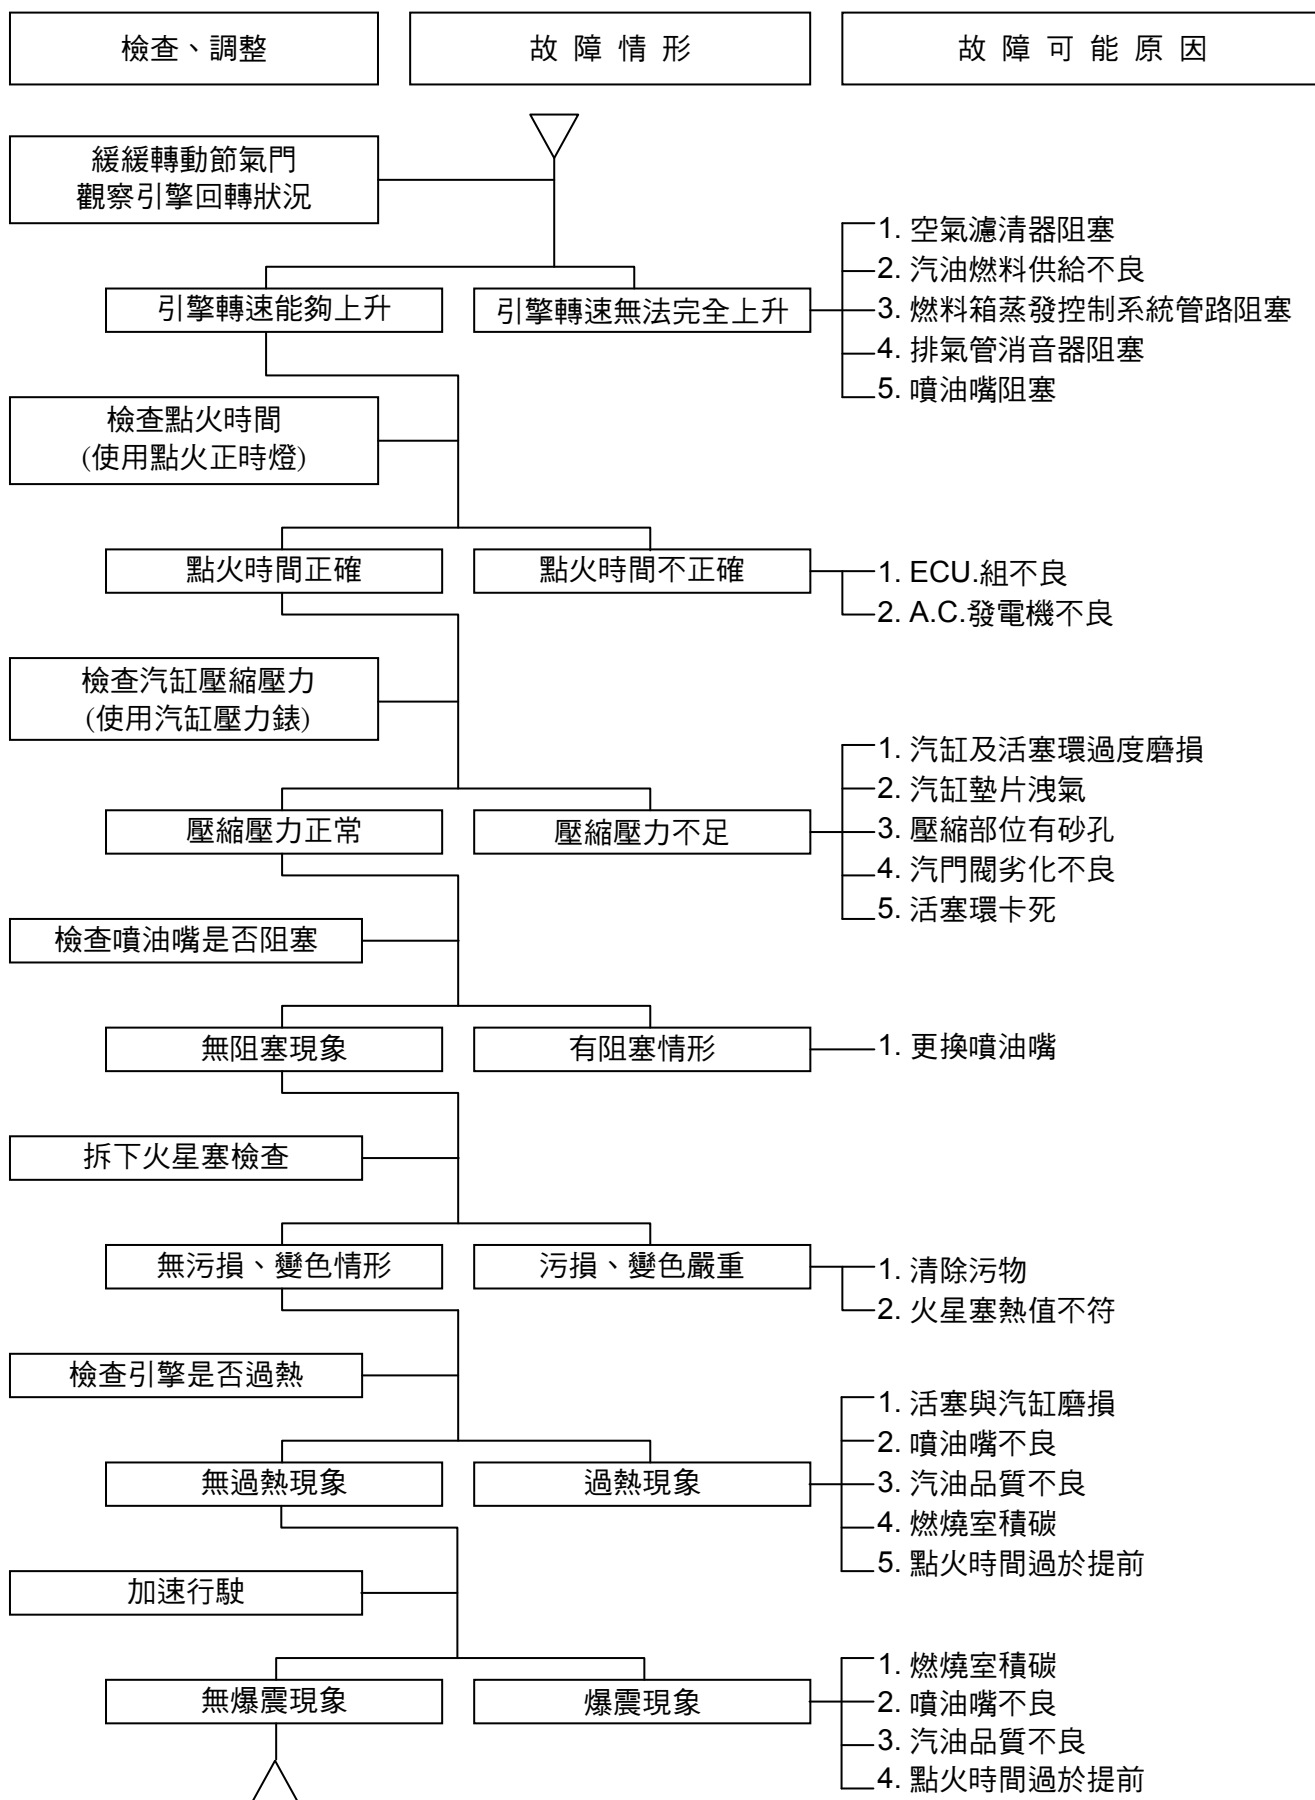 檢查、調整
故障情形
故障可能原因
緩緩轉動節氣門
觀察引擎回轉狀況
引擎轉速能夠上升
引擎轉速無法完全上升
1. 空氣濾清器阻塞
2. 汽油燃料供給不良
3. 燃料箱蒸發控制系統管路阻塞
4. 排氣管消音器阻塞
5. 噴油嘴阻塞
檢查點火時間
(使用點火正時燈)
點火時間正確
點火時間不正確
1. ECU.組不良
2. A.C.發電機不良
檢查汽缸壓縮壓力
(使用汽缸壓力錶)
壓縮壓力正常
壓縮壓力不足
1. 汽缸及活塞環過度磨損
2. 汽缸墊片洩氣
3. 壓縮部位有砂孔
4. 汽門閥劣化不良
5. 活塞環卡死
檢查噴油嘴是否阻塞
無阻塞現象
有阻塞情形
1. 更換噴油嘴
拆下火星塞檢查
無污損、變色情形
污損、變色嚴重
1. 清除污物
2. 火星塞熱值不符
檢查引擎是否過熱
無過熱現象
過熱現象
1. 活塞與汽缸磨損
2. 噴油嘴不良
3. 汽油品質不良
4. 燃燒室積碳
5. 點火時間過於提前
加速行駛
無爆震現象
爆震現象
1. 燃燒室積碳
2. 噴油嘴不良
3. 汽油品質不良
4. 點火時間過於提前